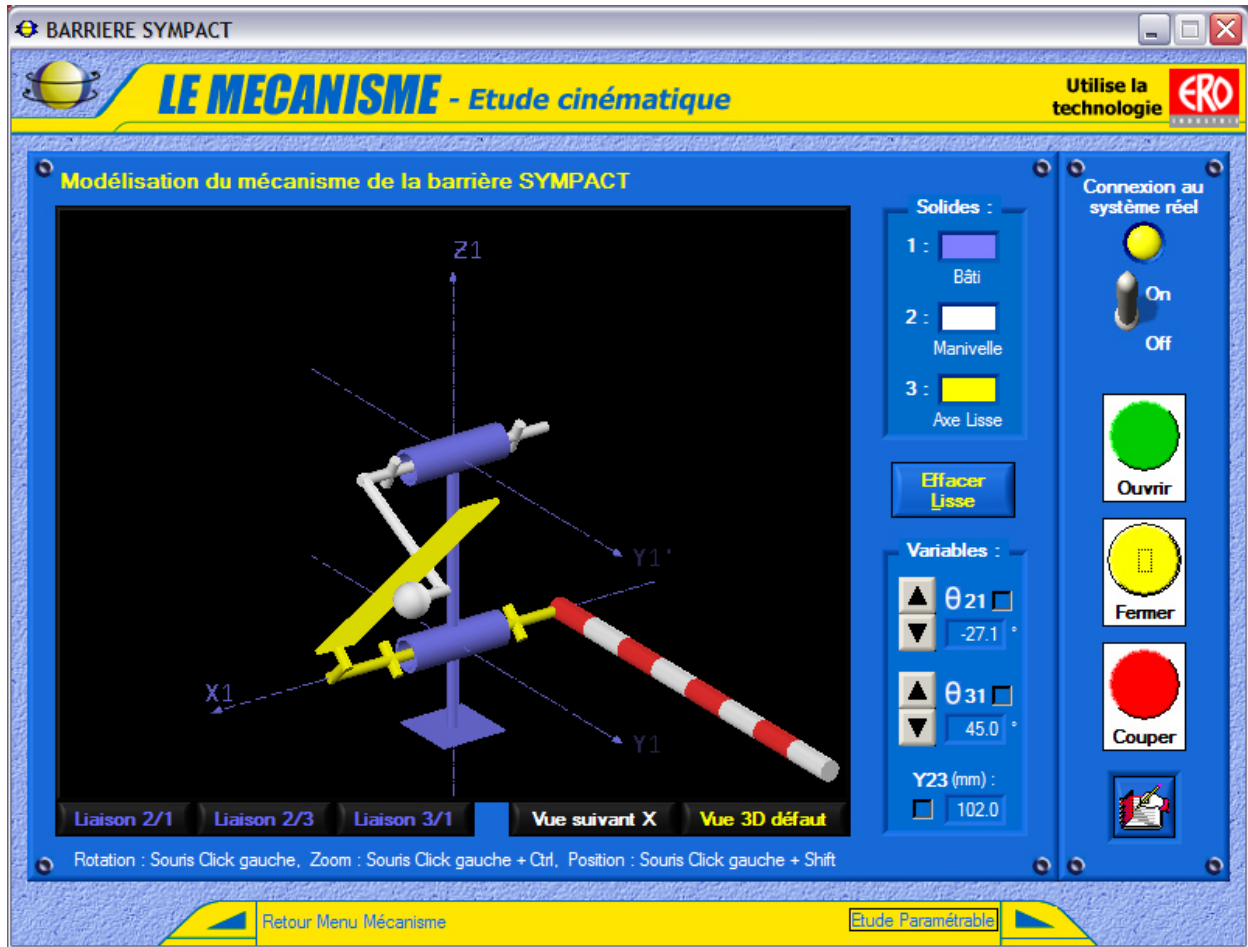 BARRIERE SYMPACT
LE MECANISME - Etude cinématique
Utilise la
technologie
ERO
INDUSTRIE
Modélisation du mécanisme de la barrière SYMPACT
Z1
Y1'
X1
Y1
Liaison 2/1
Liaison 2/3
Liaison 3/1
Vue suivant X
Vue 3D défaut
Rotation : Souris Click gauche, Zoom : Souris Click gauche + Ctrl, Position : Souris Click gauche + Shift
Solides :
1 :
Bâti
2 :
Manivelle
3 :
Axe Lisse
Effacer
Lisse
Variables :
θ21
-27.1 °
θ31
45.0 °
Y23 (mm) :
102.0
Connexion au
système réel
On
Off
Ouvrir
Fermer
Couper
Retour Menu Mécanisme
Etude Paramétrable